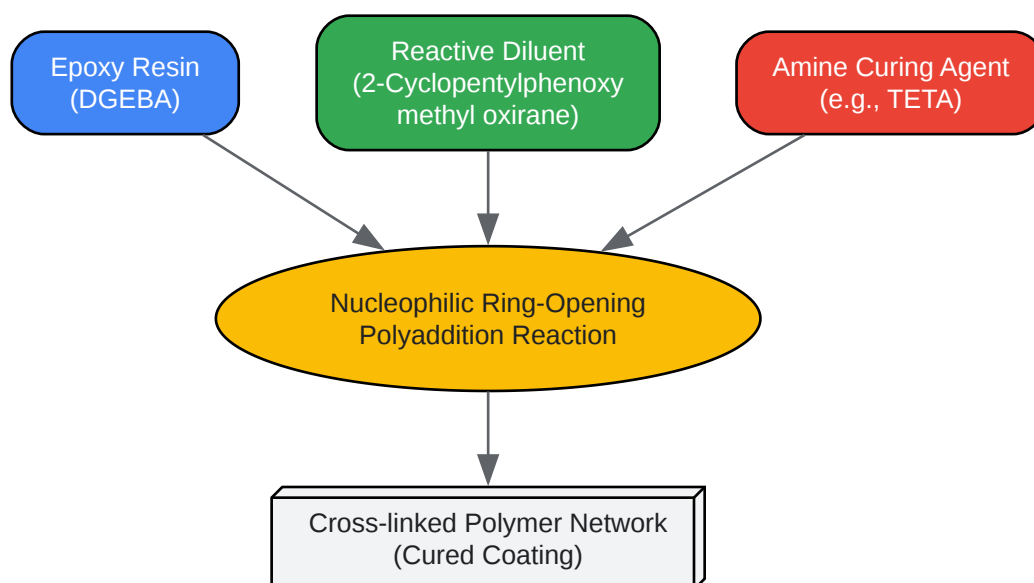 Epoxy Resin
(DGEBA)
Reactive Diluent
(2-Cyclopentylphenoxy
methyl oxirane)
Amine Curing Agent
(e.g., TETA)
Nucleophilic Ring-Opening
Polyaddition Reaction
Cross-linked Polymer Network
(Cured Coating)